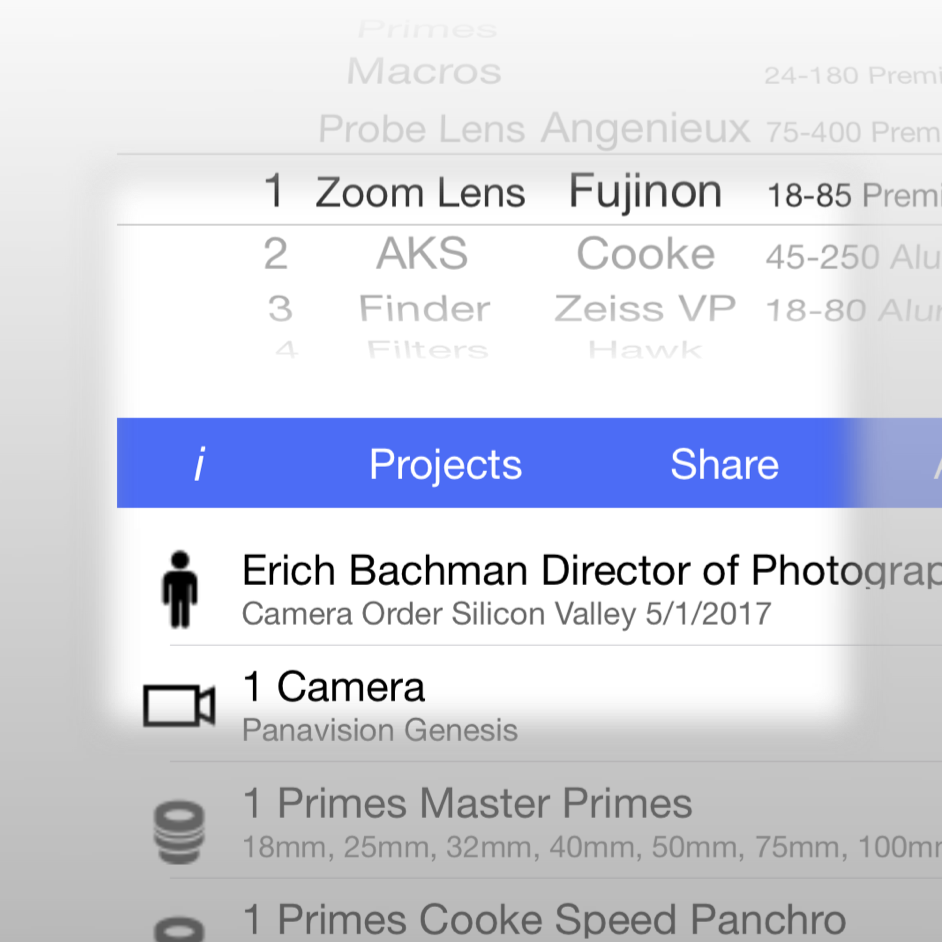 Primes
Macros 24-180 Premi
Probe Lens Angenieux 75-400 Prem
1 Zoom Lens Fujinon 18-85 Premi
2 AKS Cooke 45-250 Alu
3 Finder Zeiss VP 18-80 Alur
4 Filters Hawk
i Projects Share
Erich Bachman Director of Photograp
Camera Order Silicon Valley 5/1/2017
1 Camera
Panavision Genesis
1 Primes Master Primes
18mm, 25mm, 32mm, 40mm, 50mm, 75mm, 100mm
1 Primes Cooke Speed Panchro